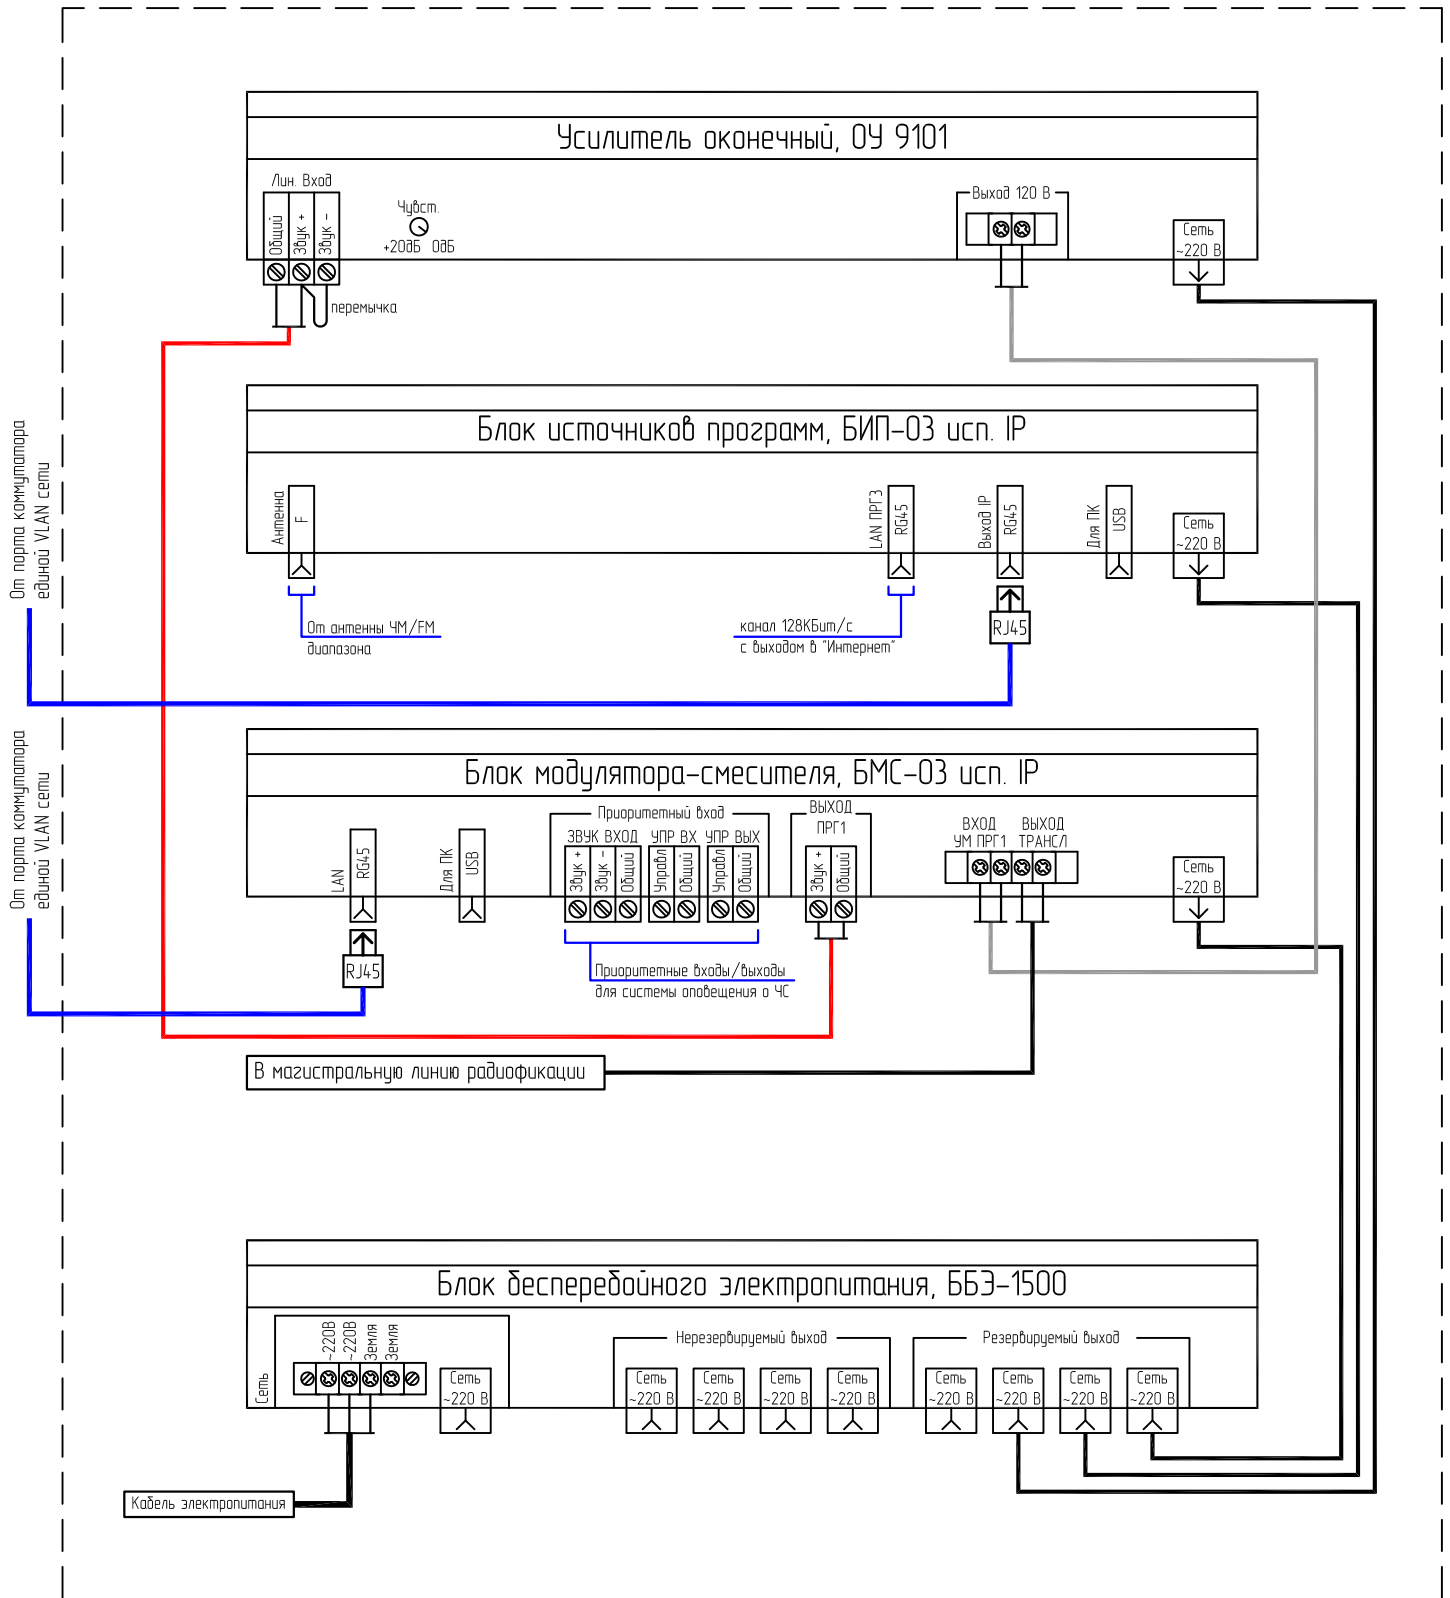 Усилитель оконечный, ОУ 9101
Лин. Вход
Общий
Звук +
Звук -
Чувст.
+20дБ 0дБ
перемычка
Выход 120 В
Сеть
~220 В
Блок источников программ, БИП-03 исп. IP
Антенна
F
LAN ПРГ3
RG45
Выход IP
RG45
Для ПК
USB
Сеть
~220 В
От антенны ЧМ/FM
диапазона
канал 128КБит/с
с выходом в "Интернет"
RJ45
От порта коммутатора
единой VLAN сети
Блок модулятора-смесителя, БМС-03 исп. IP
LAN
RG45
Для ПК
USB
Приоритетный вход
ЗВУК ВХОД
УПР ВХ
УПР ВЫХ
Звук +
Звук -
Общий
Управл
Общий
Управл
Общий
ВЫХОД
ПРГ1
Звук +
Общий
ВХОД
УМ ПРГ1
ВЫХОД
ТРАНСЛ
Сеть
~220 В
RJ45
Приоритетные входы/выходы
для системы оповещения о ЧС
От порта коммутатора
единой VLAN сети
В магистральную линию радиофикации
Блок бесперебойного электропитания, ББЭ-1500
Сеть
~220В
~220В
Земля
Земля
Сеть
~220 В
Нерезервируемый выход
Сеть
~220 В
Сеть
~220 В
Сеть
~220 В
Сеть
~220 В
Резервируемый выход
Сеть
~220 В
Сеть
~220 В
Сеть
~220 В
Сеть
~220 В
Кабель электропитания